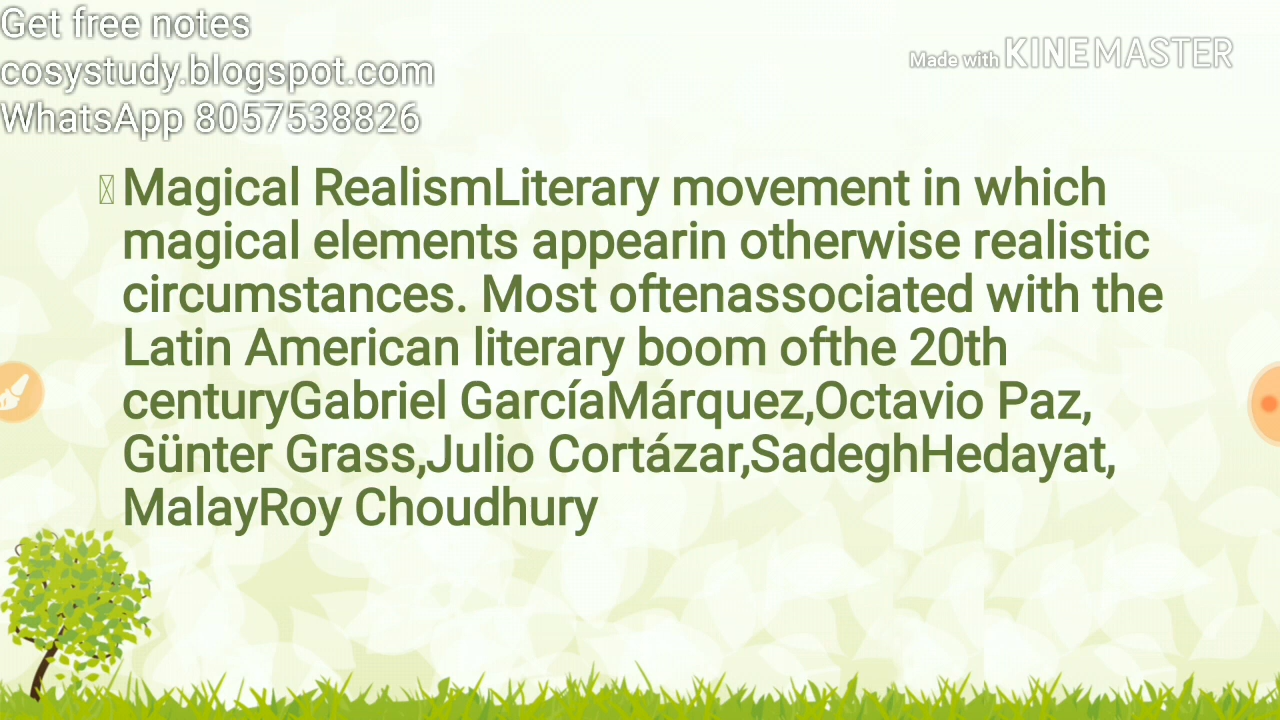 Get free notes
cosystudy.blogspot.com
WhatsApp 8057538826
Made with KINEMASTER
Magical RealismLiterary movement in which
magical elements appearin otherwise realistic
circumstances. Most oftenassociated with the
Latin American literary boom ofthe 20th
centuryGabriel GarcíaMárquez,Octavio Paz,
Günter Grass,Julio Cortázar,SadeghHedayat,
MalayRoy Choudhury